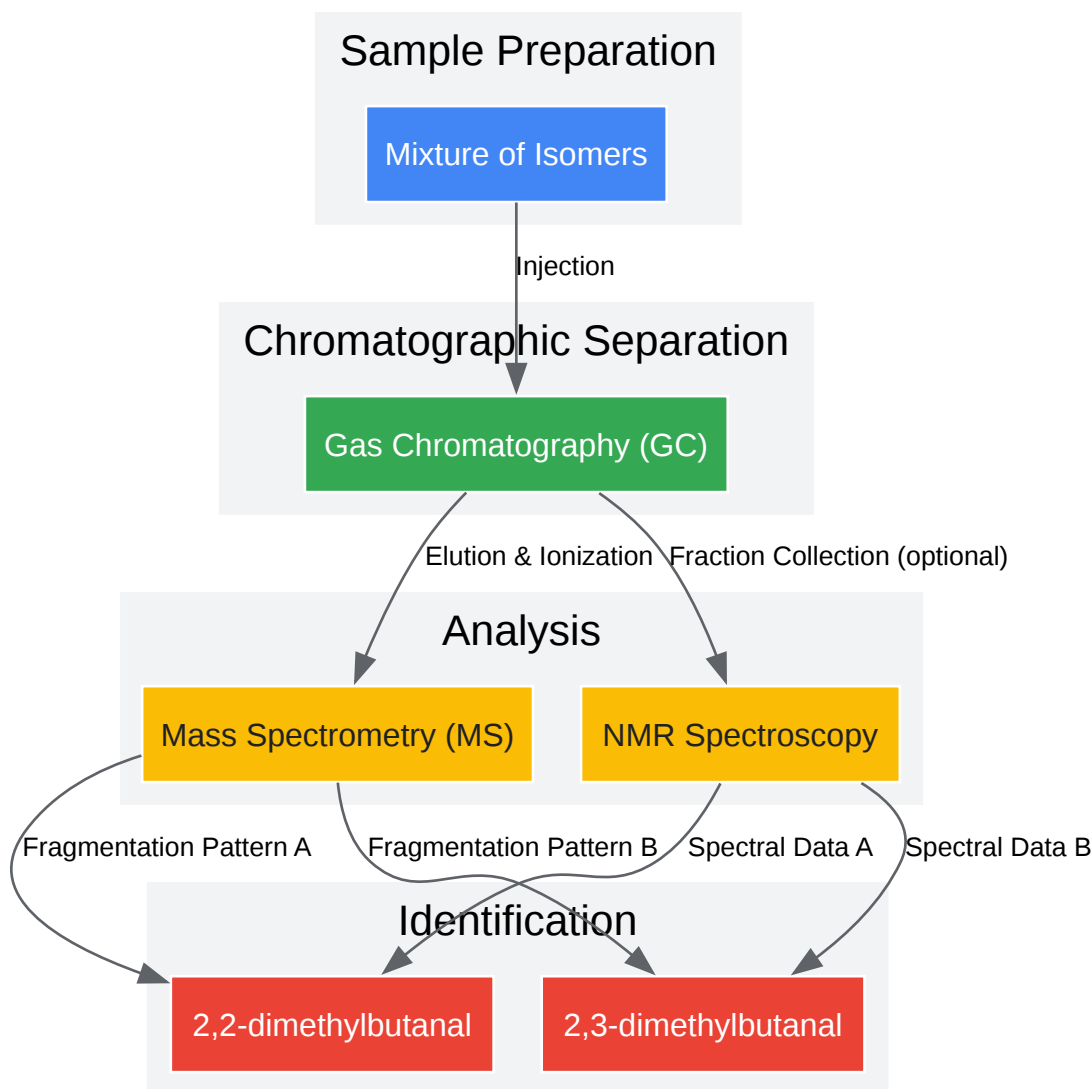 Sample Preparation
Mixture of Isomers
Injection
Chromatographic Separation
Gas Chromatography (GC)
Elution & Ionization
Fraction Collection (optional)
Analysis
Mass Spectrometry (MS)
NMR Spectroscopy
Fragmentation Pattern A
Fragmentation Pattern B
Spectral Data A
Spectral Data B
Identification
2,2-dimethylbutanal
2,3-dimethylbutanal